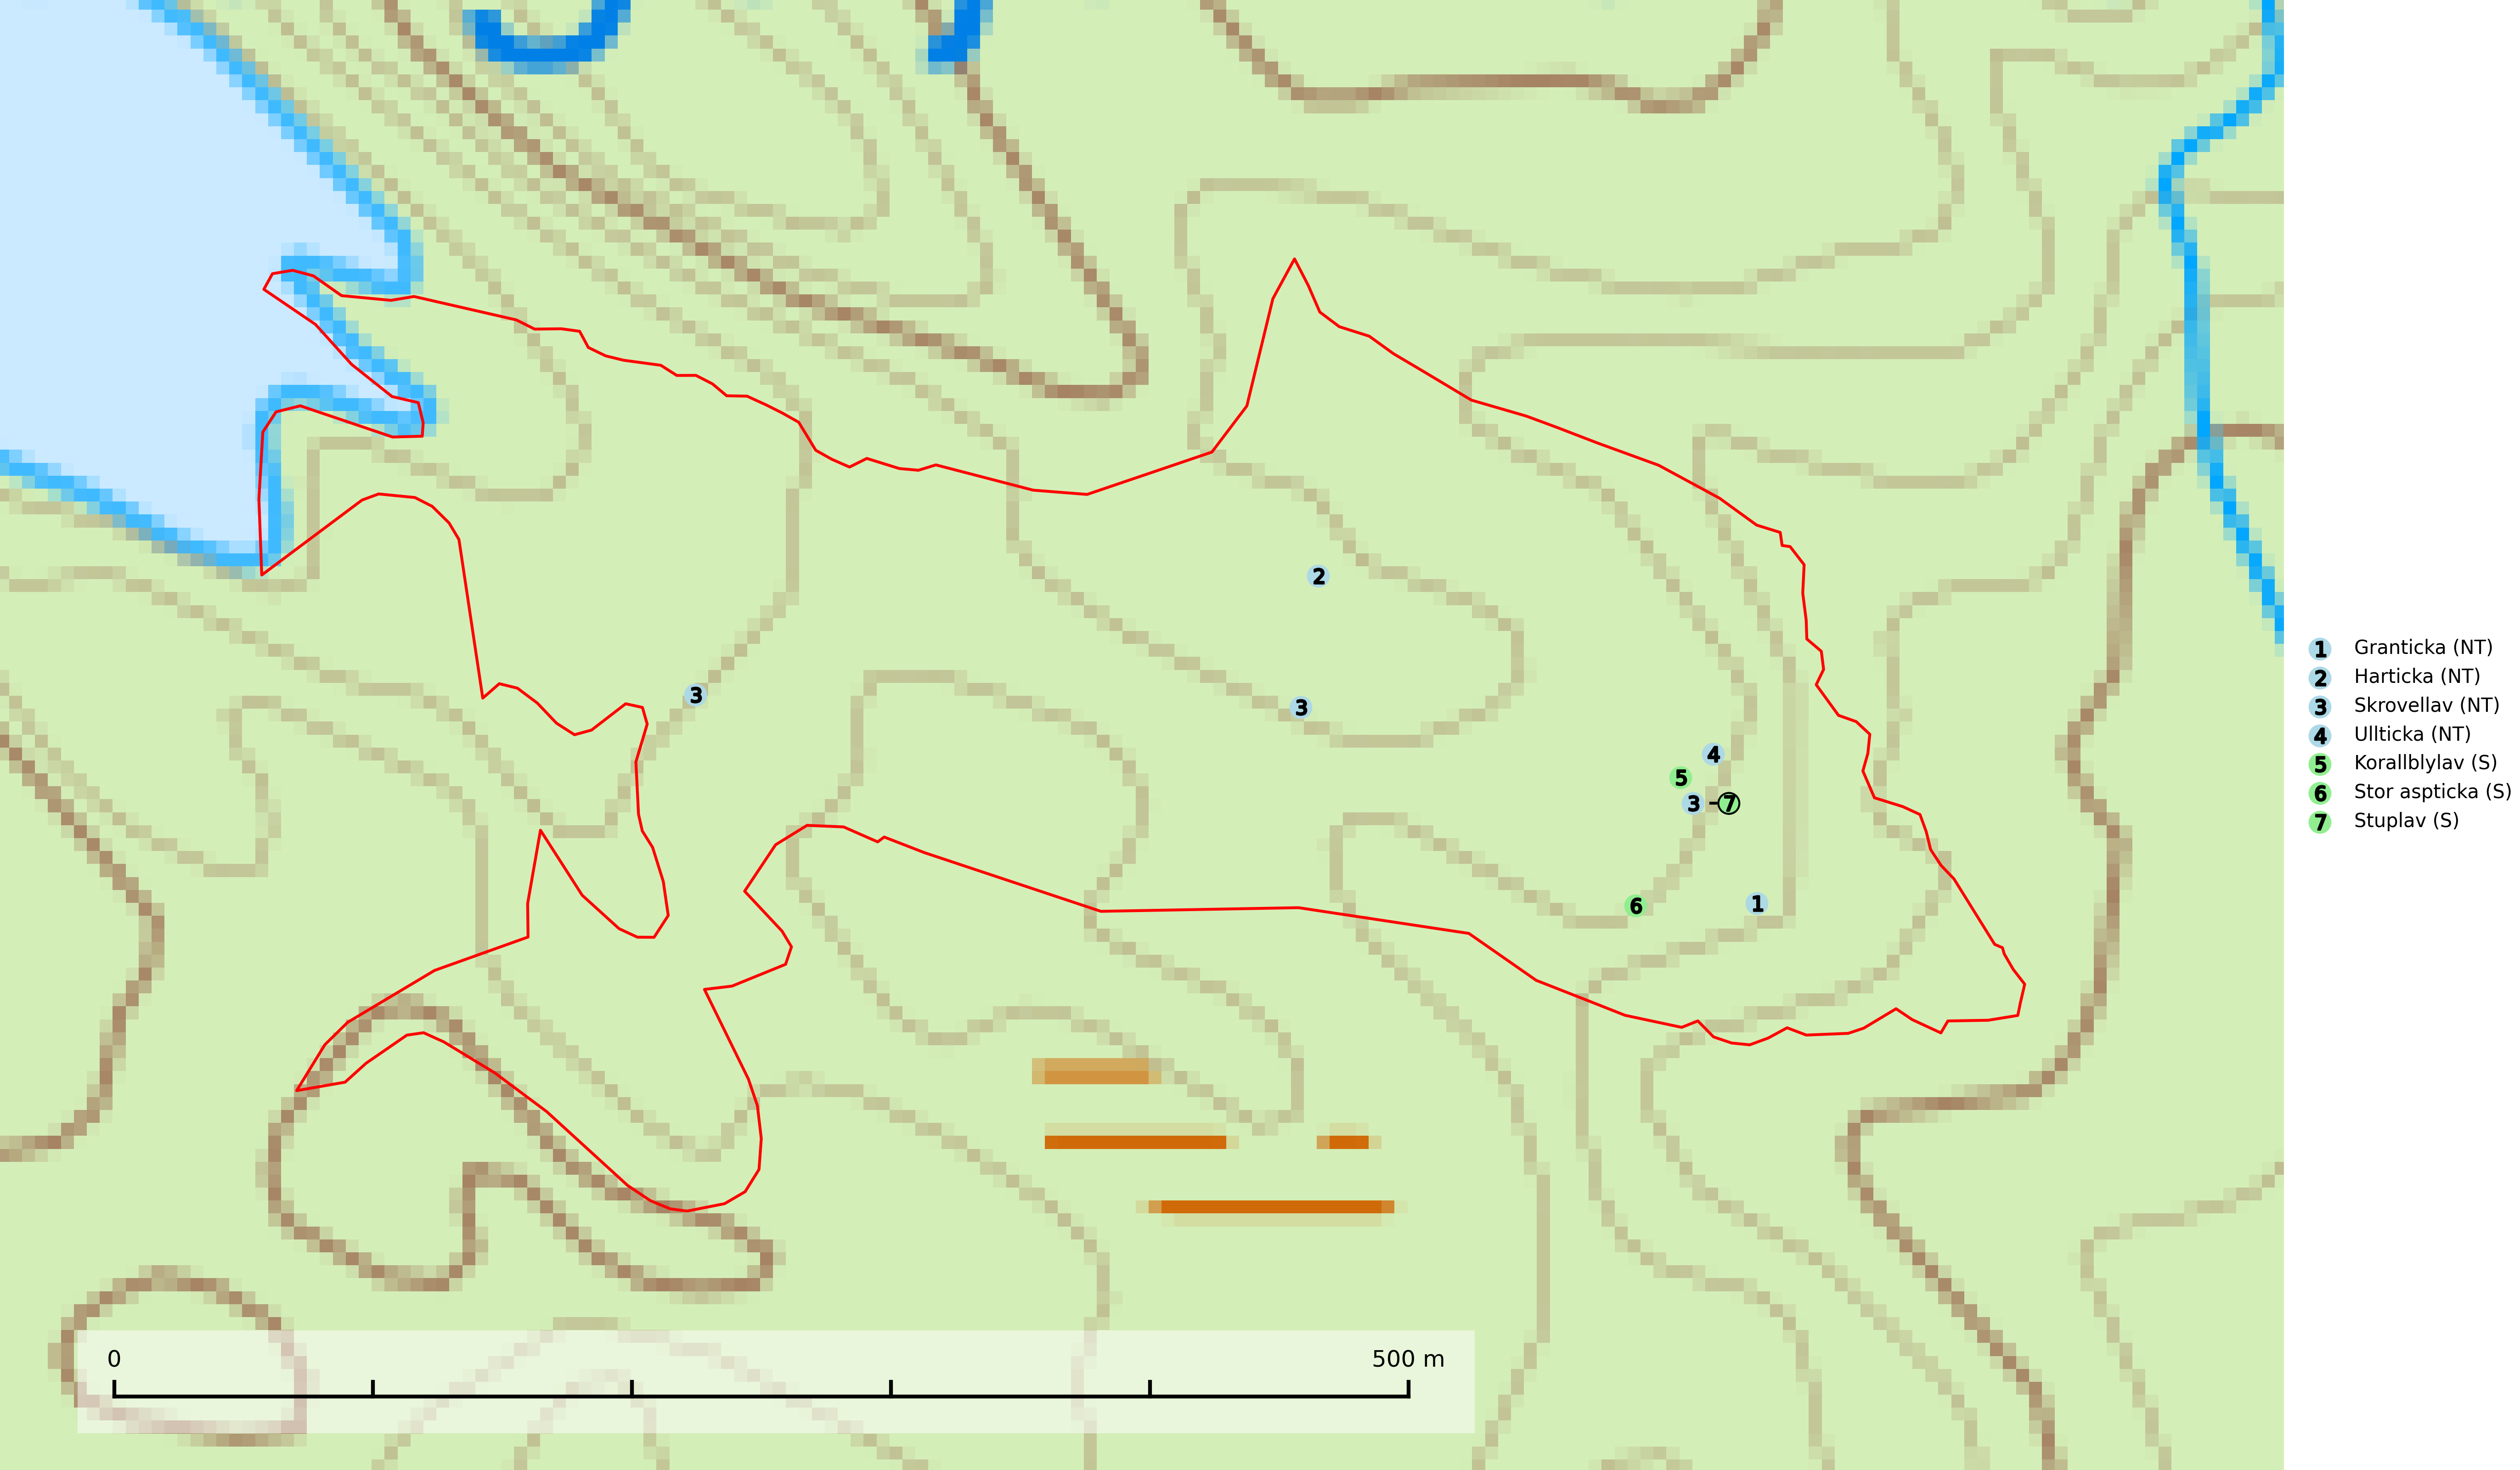 2
3
3
4
5
3
7
6
1
1 Granticka (NT)
2 Harticka (NT)
3 Skrovellav (NT)
4 Ullticka (NT)
5 Korallblylav (S)
6 Stor aspticka (S)
7 Stuplav (S)
0 500 m